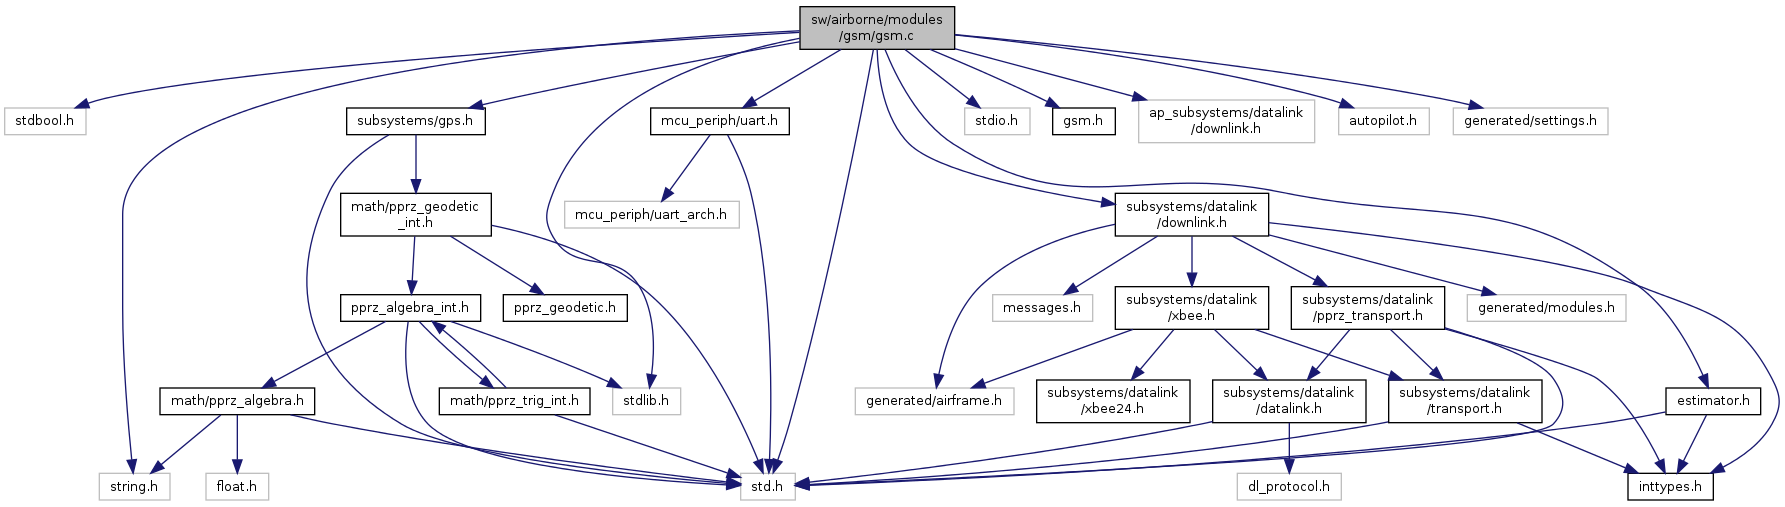 sw/airborne/modules
/gsm/gsm.c
stdbool.h
subsystems/gps.h
mcu_periph/uart.h
stdio.h
gsm.h
ap_subsystems/datalink
/downlink.h
autopilot.h
generated/settings.h
math/pprz_geodetic
_int.h
mcu_periph/uart_arch.h
subsystems/datalink
/downlink.h
pprz_algebra_int.h
pprz_geodetic.h
messages.h
subsystems/datalink
/xbee.h
subsystems/datalink
/pprz_transport.h
generated/modules.h
math/pprz_algebra.h
math/pprz_trig_int.h
stdlib.h
generated/airframe.h
subsystems/datalink
/xbee24.h
subsystems/datalink
/datalink.h
subsystems/datalink
/transport.h
estimator.h
string.h
float.h
std.h
dl_protocol.h
inttypes.h